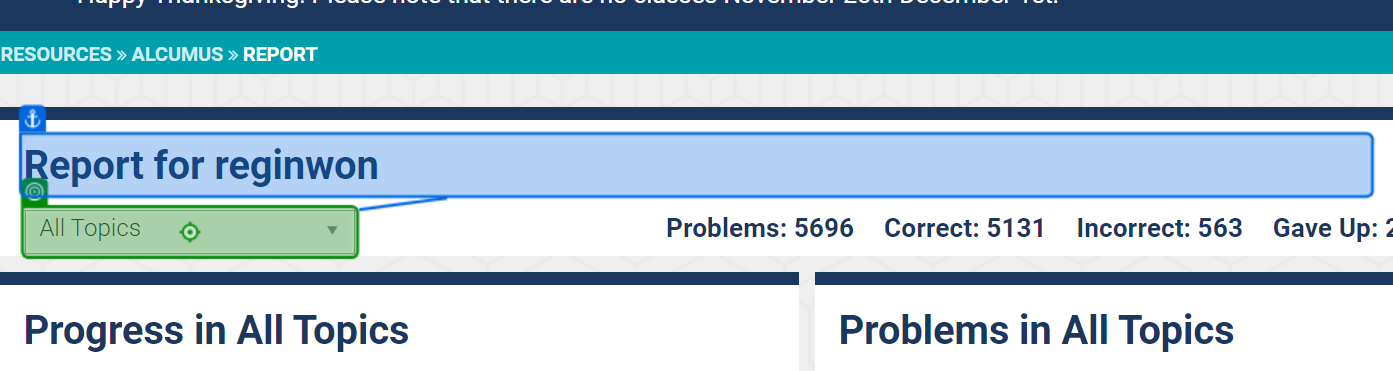 Happy Thanksgiving! Please note that there are no classes November 26th-December 1st.
RESOURCES » ALCUMUS » REPORT
Report for reginwon
All Topics
Problems: 5696 Correct: 5131 Incorrect: 563 Gave Up: 2
Progress in All Topics
Problems in All Topics